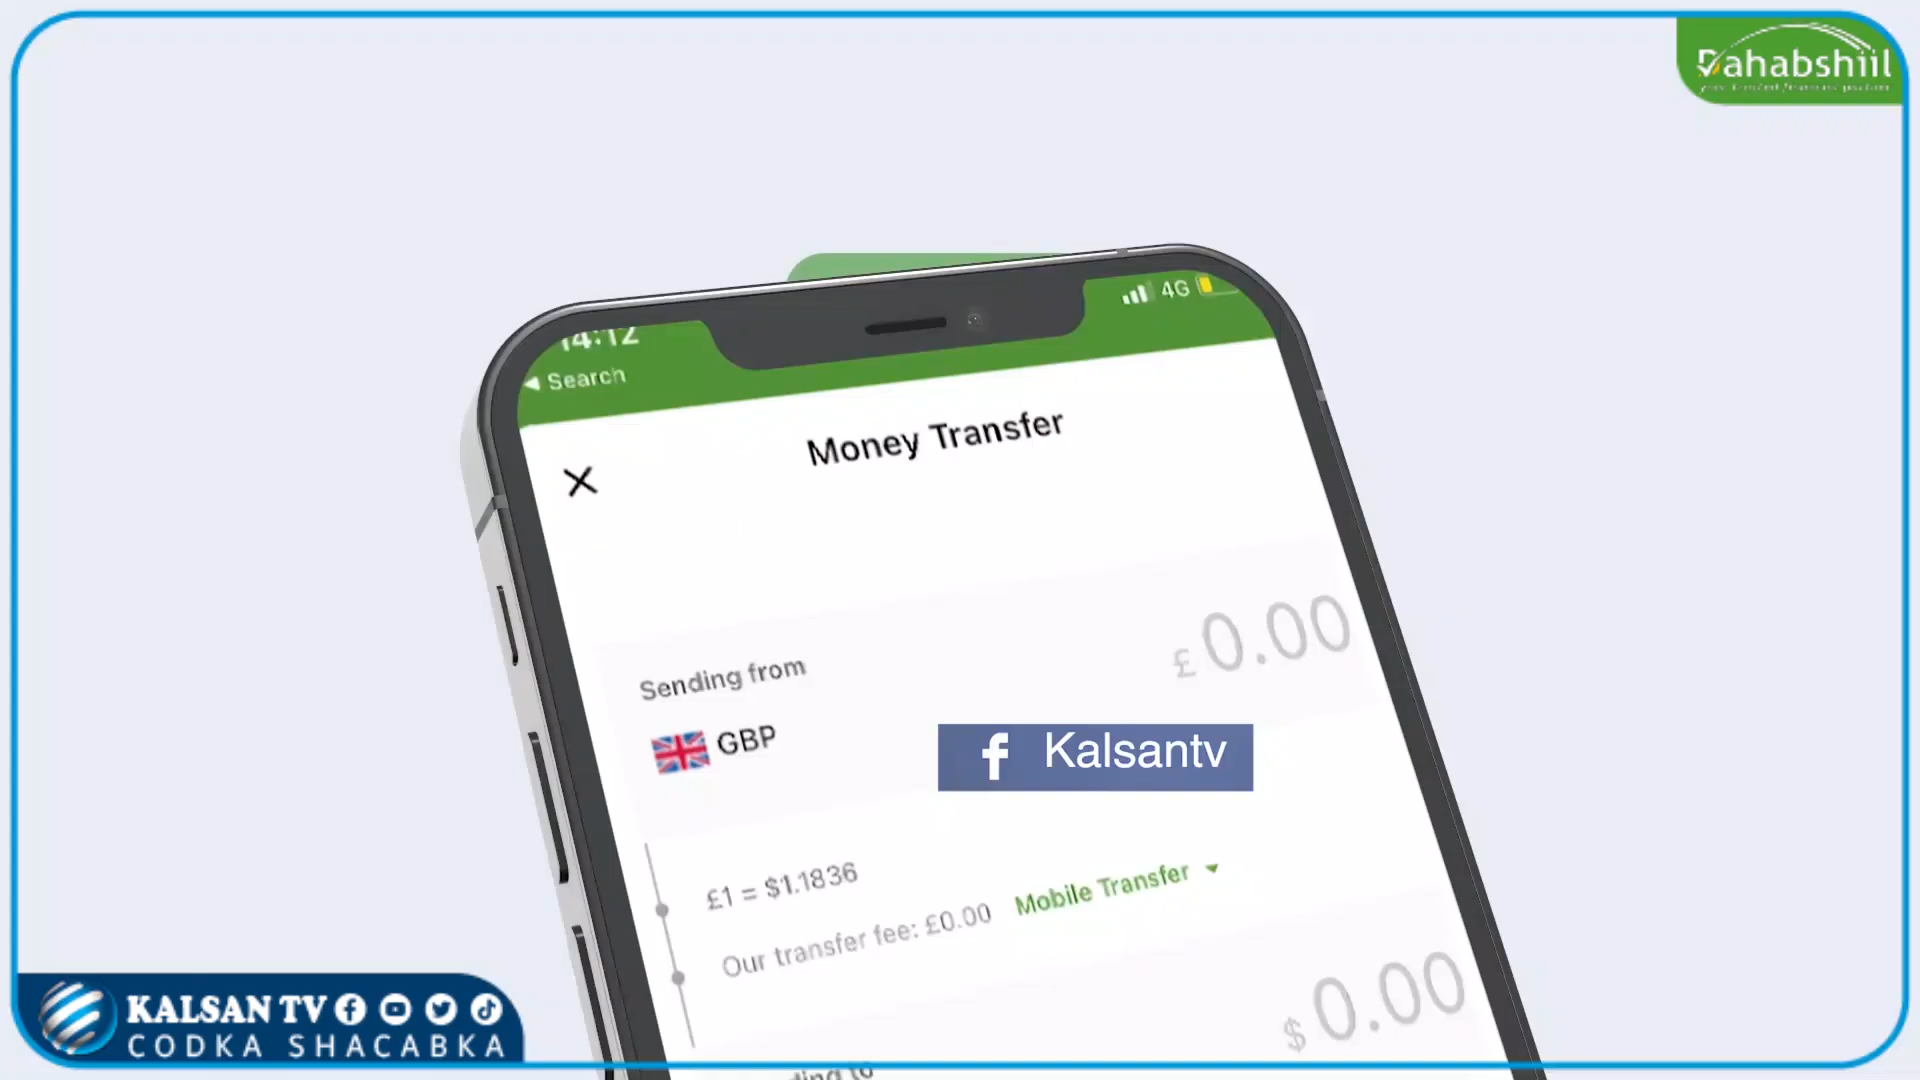 Dahabshiil
14:12
4G
Search
Money Transfer
£0.00
Sending from
GBP
f Kalsantv
£1 = $1.1836
Our transfer fee: £0.00 Mobile Transfer
$0.00
KALSAN TV
CODKA SHACABKA